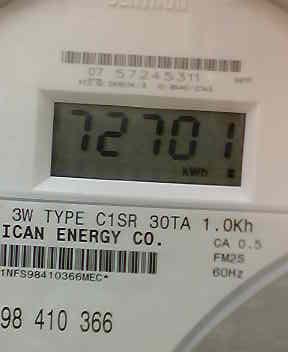 07 57245311
72701
kWh
3W TYPE C1SR 30TA 1.0Kh
ICAN ENERGY CO.
CA 0.5
FM2S
60Hz
1NFS98410366MEC*
98 410 366